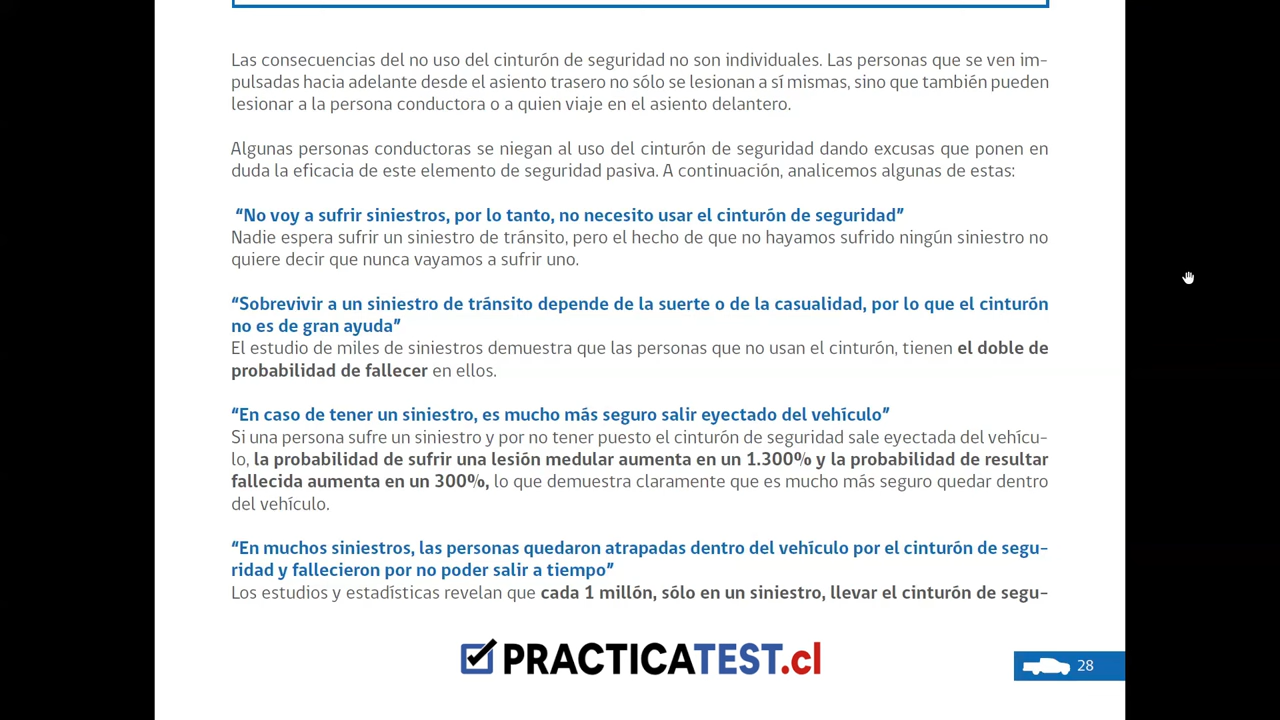 Las consecuencias del no uso del cinturón de seguridad no son individuales. Las personas que se ven im-
pulsadas hacia adelante desde el asiento trasero no sólo se lesionan a sí mismas, sino que también pueden
lesionar a la persona conductora o a quien viaje en el asiento delantero.
Algunas personas conductoras se niegan al uso del cinturón de seguridad dando excusas que ponen en
duda la eficacia de este elemento de seguridad pasiva. A continuación, analicemos algunas de estas:
“No voy a sufrir siniestros, por lo tanto, no necesito usar el cinturón de seguridad”
Nadie espera sufrir un siniestro de tránsito, pero el hecho de que no hayamos sufrido ningún siniestro no
quiere decir que nunca vayamos a sufrir uno.
“Sobrevivir a un siniestro de tránsito depende de la suerte o de la casualidad, por lo que el cinturón
no es de gran ayuda”
El estudio de miles de siniestros demuestra que las personas que no usan el cinturón, tienen el doble de
probabilidad de fallecer en ellos.
“En caso de tener un siniestro, es mucho más seguro salir eyectado del vehículo”
Si una persona sufre un siniestro y por no tener puesto el cinturón de seguridad sale eyectada del vehícu-
lo, la probabilidad de sufrir una lesión medular aumenta en un 1.300% y la probabilidad de resultar
fallecida aumenta en un 300%, lo que demuestra claramente que es mucho más seguro quedar dentro
del vehículo.
“En muchos siniestros, las personas quedaron atrapadas dentro del vehículo por el cinturón de segu-
ridad y fallecieron por no poder salir a tiempo”
Los estudios y estadísticas revelan que cada 1 millón, sólo en un siniestro, llevar el cinturón de segu-
PRACTICATEST.cl
28